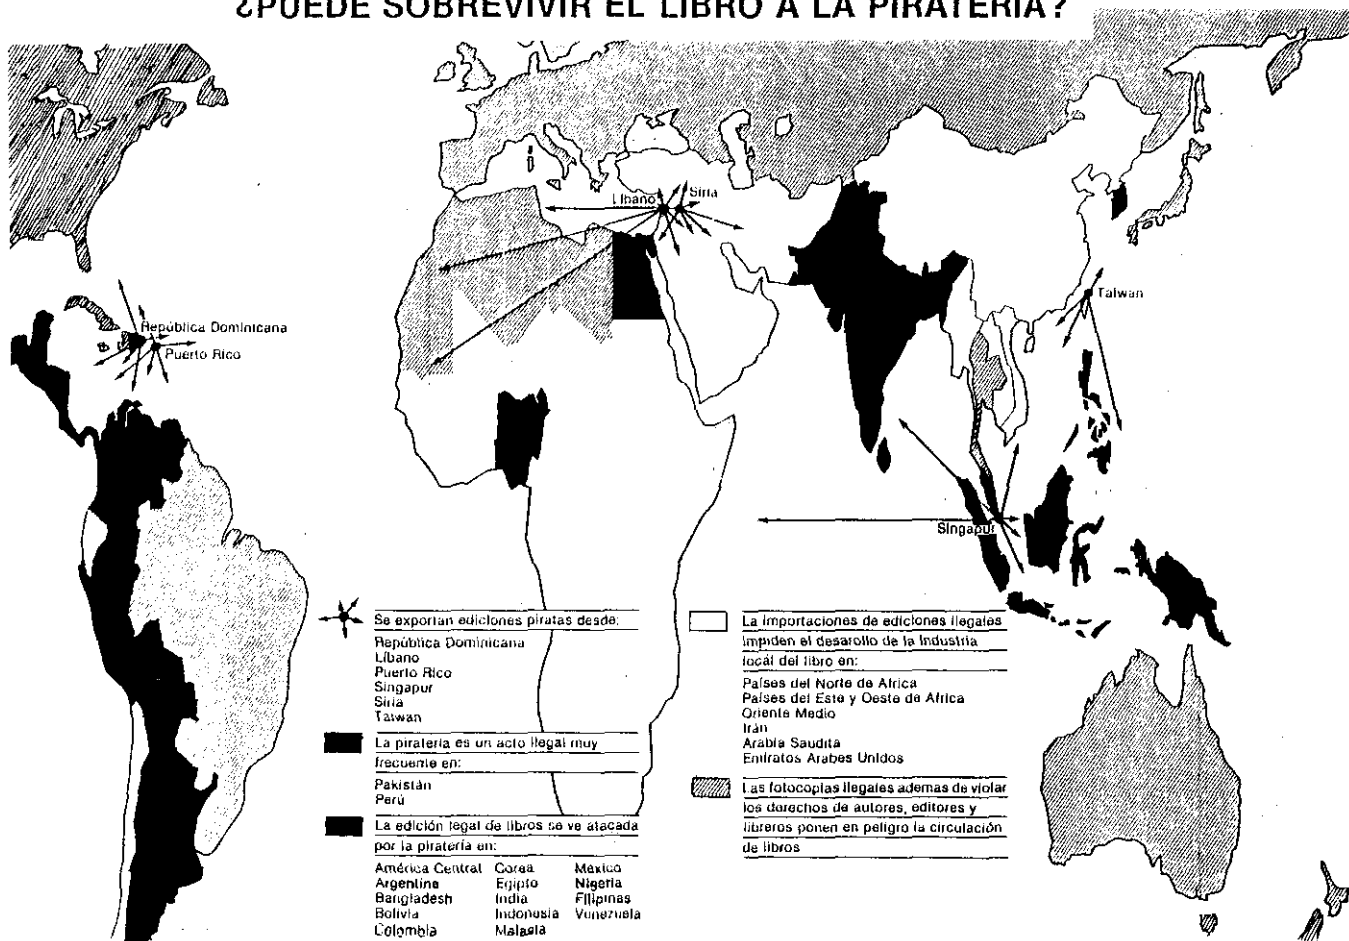 ¿PUEDE SOBREVIVIR EL LIBRO A LA PIRATERIA?
Líbano
Siria
Taiwan
República Dominicana
Puerto Rico
Singapur
Se exportan ediciones piratas desde:
República Dominicana
Líbano
Puerto Rico
Singapur
Siria
Taiwan
La piratería es un acto ilegal muy
frecuente en:
Pakistán
Perú
La edición legal de libros se ve atacada
por la piratería en:
América Central Corea México
Argentina Egipto Nigeria
Bangladesh India Filipinas
Bolivia Indonesia Venezuela
Colombia Malasia
La importaciones de ediciones ilegales
impiden el desarollo de la Industria
local del libro en:
Países del Norte de Africa
Países del Este y Oeste de Africa
Oriente Medio
Irán
Arabia Saudita
Emiratos Arabes Unidos
Las fotocopias ilegales ademas de violar
los derechos de autores, editores y
libreros ponen en peligro la circulación
de libros